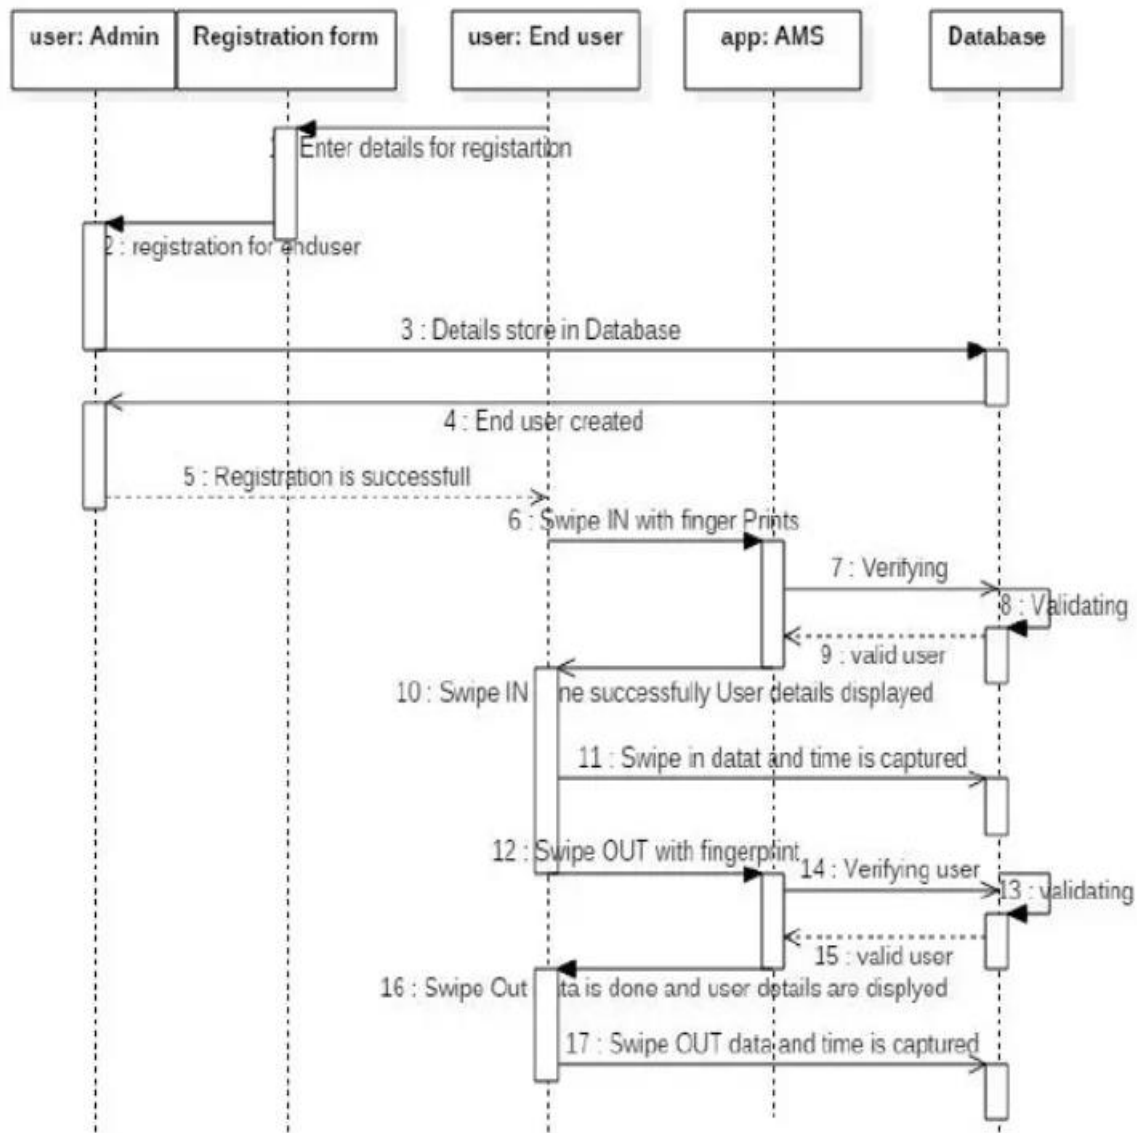 user: Admin
Registration form
user: End user
app: AMS
Database
Enter details for registartion
2 : registration for enduser
3 : Details store in Database
4 : End user created
5 : Registration is successfull
6 : Swipe IN with finger Prints
7 : Verifying
8 : Validating
9 : valid user
10 : Swipe IN ne successfully User details displayed
11 : Swipe in datat and time is captured
12 : Swipe OUT with fingerprint
14 : Verifying user
13 : validating
15 : valid user
16 : Swipe Out ta is done and user details are displyed
17 : Swipe OUT data and time is captured